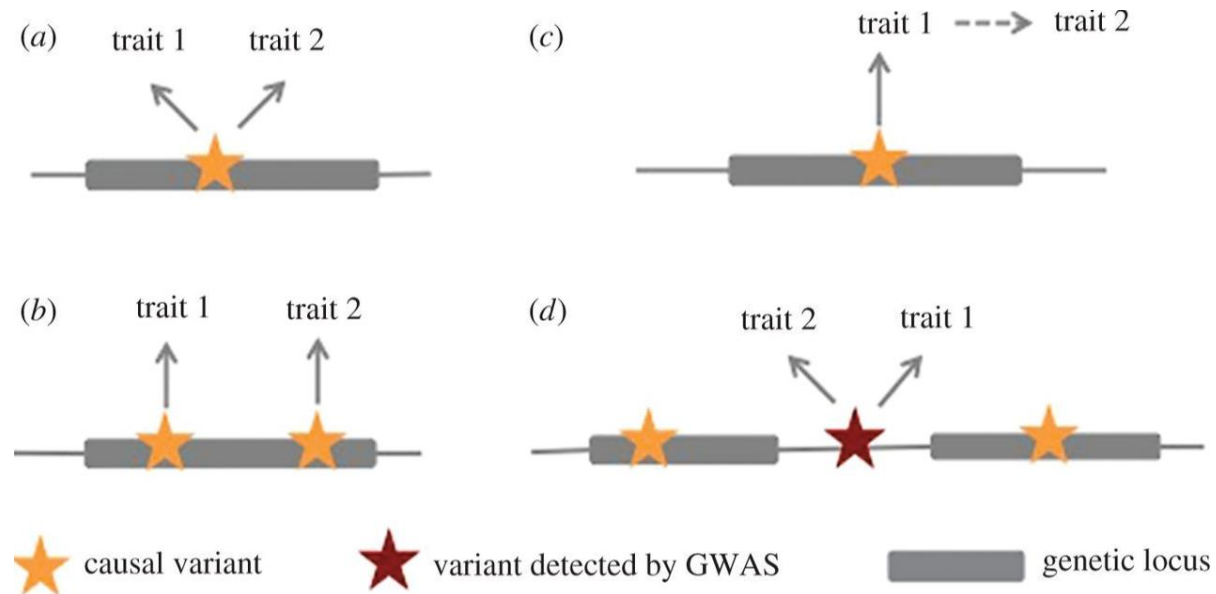 (a)
trait 1 trait 2
(c)
trait 1 trait 2
(b)
trait 1 trait 2
(d)
trait 2 trait 1
causal variant
variant detected by GWAS
genetic locus